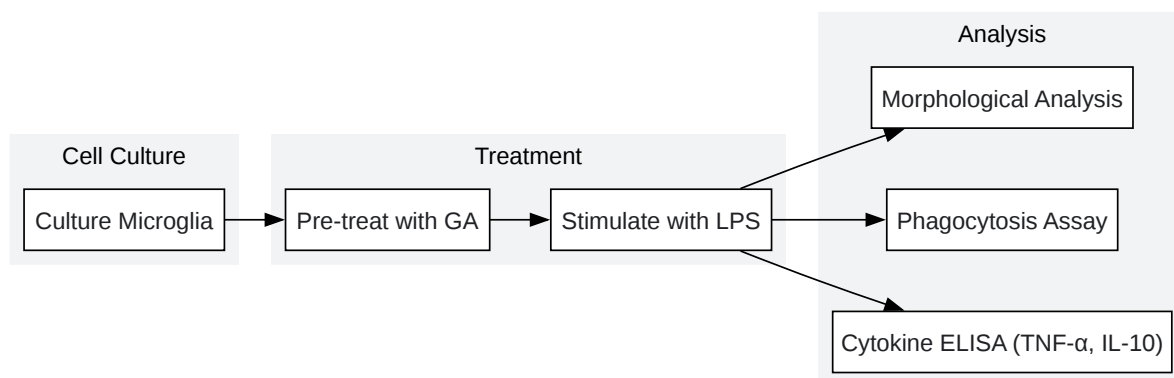 Cell Culture
Culture Microglia
Treatment
Pre-treat with GA
Stimulate with LPS
Analysis
Morphological Analysis
Phagocytosis Assay
Cytokine ELISA (TNF-α, IL-10)